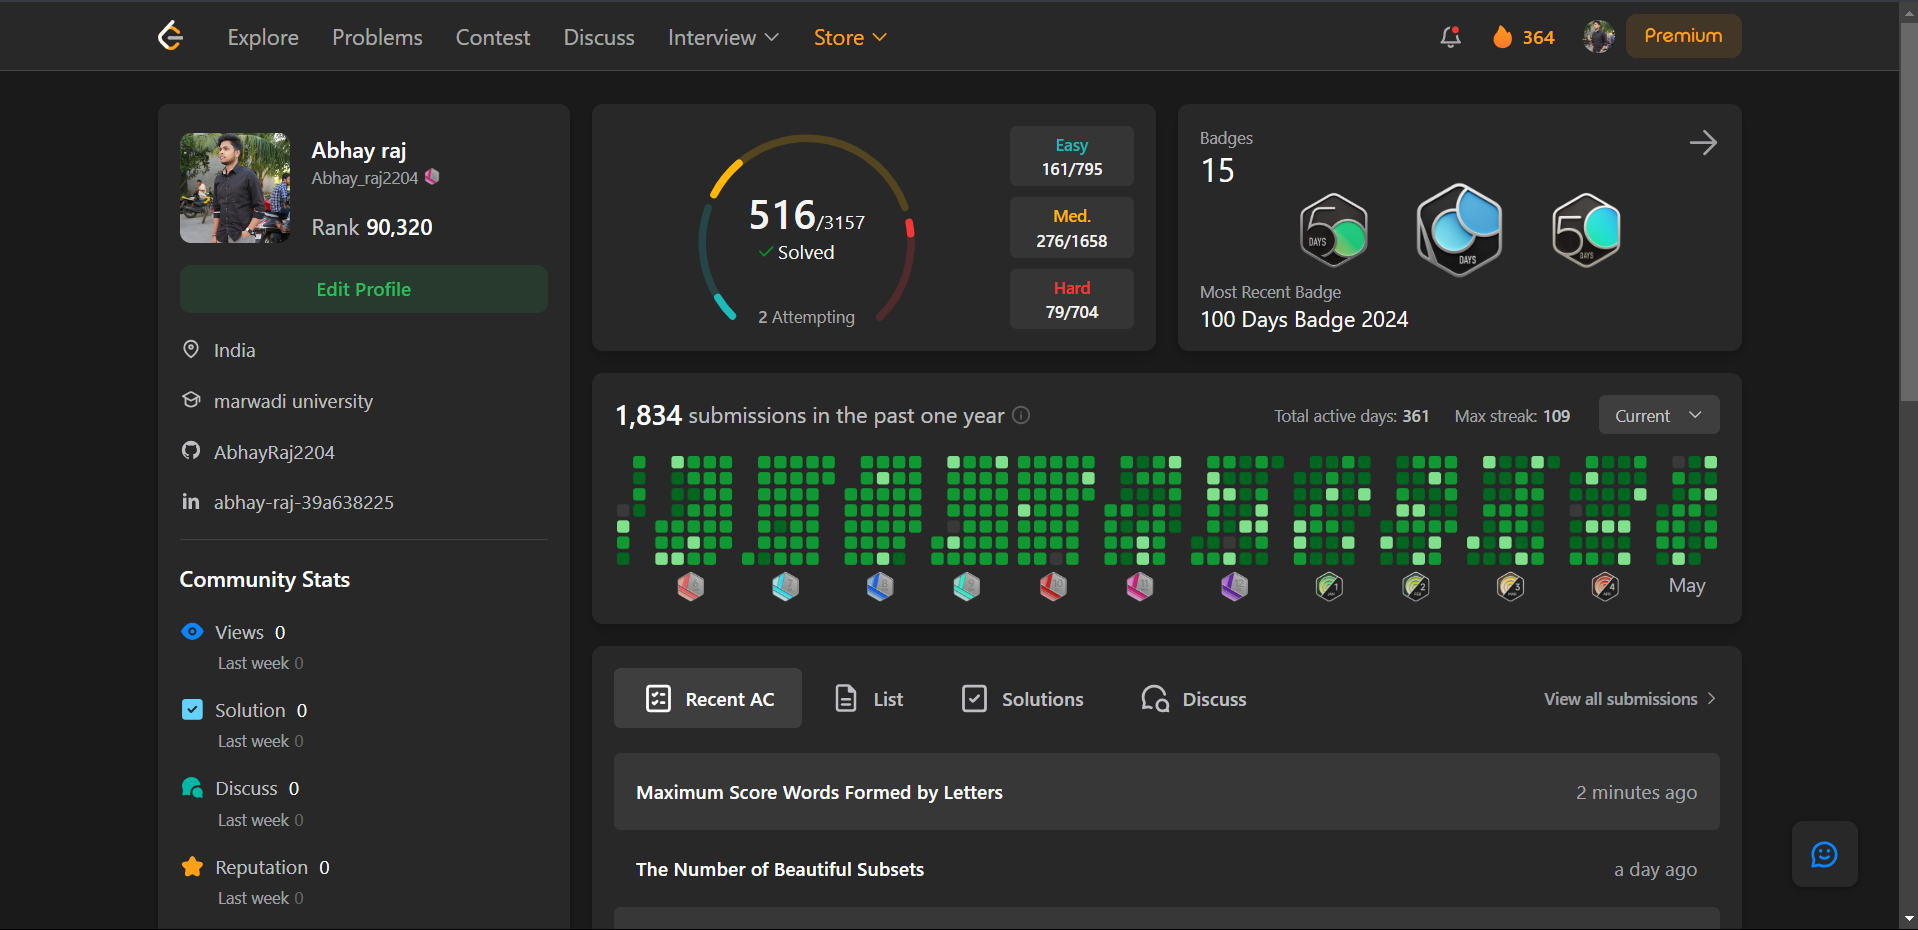 Explore Problems Contest Discuss Interview Store 364 Premium
Abhay raj
Abhay_raj2204
Rank 90,320
Edit Profile
India
marwadi university
AbhayRaj2204
abhay-raj-39a638225
Community Stats
Views 0
Last week 0
Solution 0
Last week 0
Discuss 0
Last week 0
Reputation 0
Last week 0
516/3157
Solved
2 Attempting
Easy
161/795
Med.
276/1658
Hard
79/704
Badges
15
50 DAYS
DAYS
50 DAYS
Most Recent Badge
100 Days Badge 2024
1,834 submissions in the past one year
Total active days: 361 Max streak: 109 Current
May
Recent AC List Solutions Discuss View all submissions
Maximum Score Words Formed by Letters 2 minutes ago
The Number of Beautiful Subsets a day ago